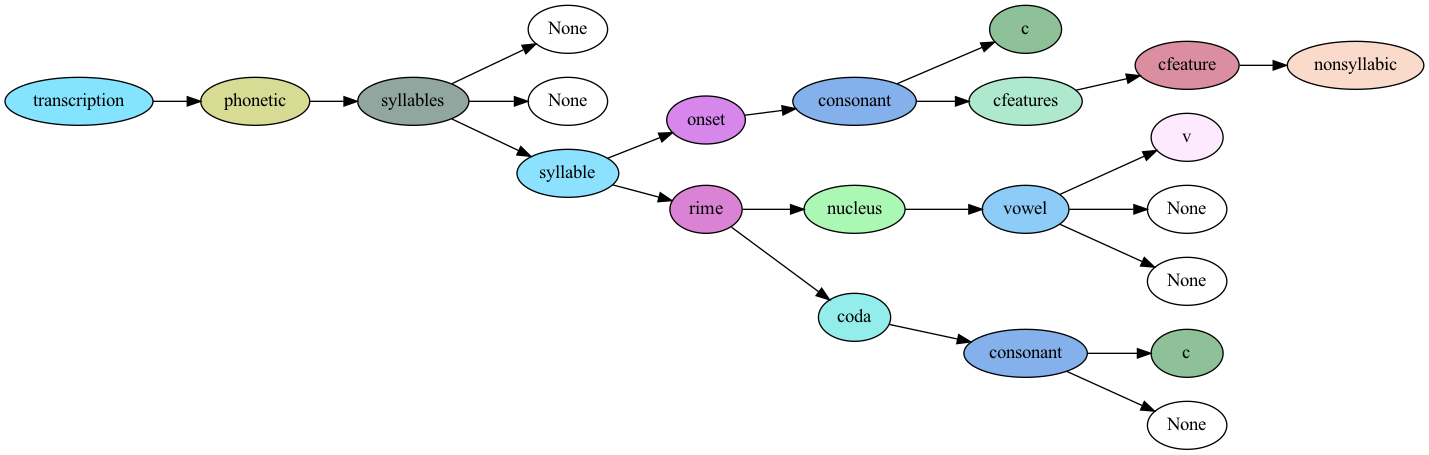 transcription
phonetic
syllables
None
None
syllable
onset
consonant
c
cfeatures
cfeature
nonsyllabic
rime
nucleus
vowel
v
None
None
coda
consonant
c
None